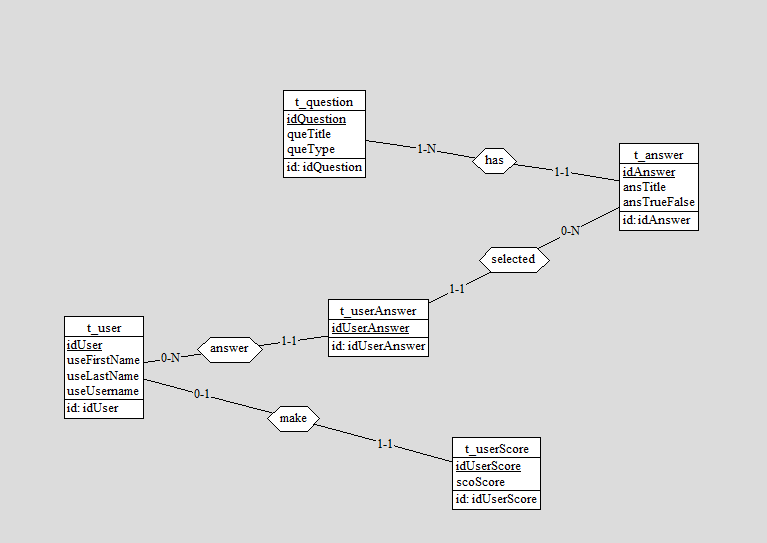 t_question
idQuestion
queTitle
queType
id: idQuestion
1-N
has
1-1
t_answer
idAnswer
ansTitle
ansTrueFalse
id: idAnswer
0-N
selected
1-1
t_userAnswer
idUserAnswer
id: idUserAnswer
t_user
idUser
useFirstName
useLastName
useUsername
id: idUser
0-N
answer
1-1
0-1
make
1-1
t_userScore
idUserScore
scoScore
id: idUserScore